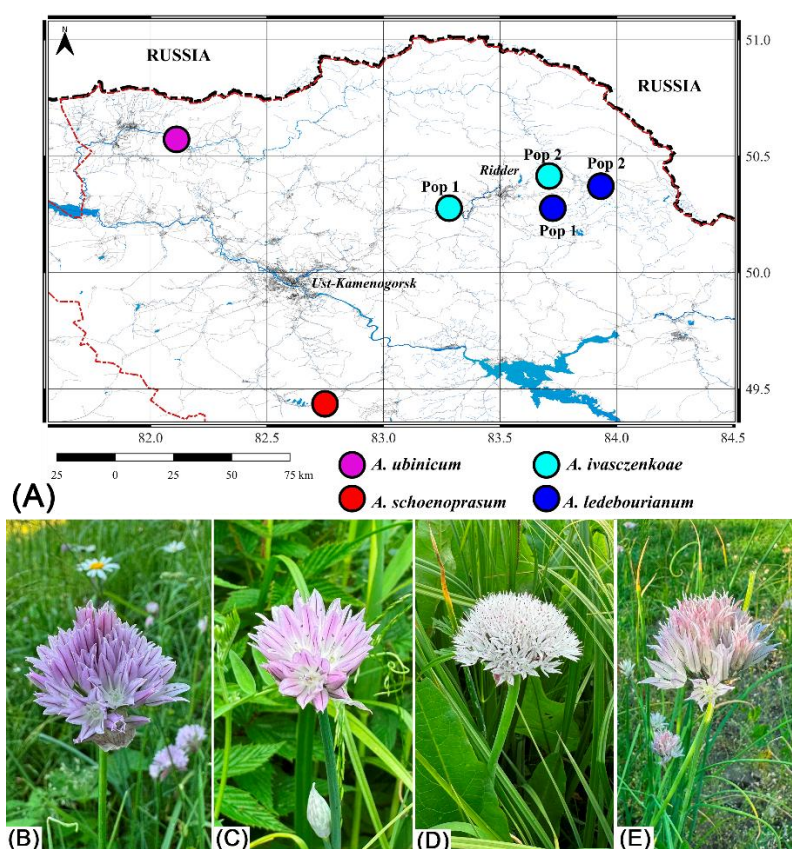 N
RUSSIA
RUSSIA
51.0
Pop 2
Ridder
Pop 2
50.5
Pop 1
Pop 1
50.0
Ust-Kamenogorsk
49.5
82.0 82.5 83.0 83.5 84.0 84.5
25 0 25 50 75 km
A. ubinicum
A. ivasczenkoae
A. schoenoprasum
A. ledebourianum
(A)
(B)
(C)
(D)
(E)